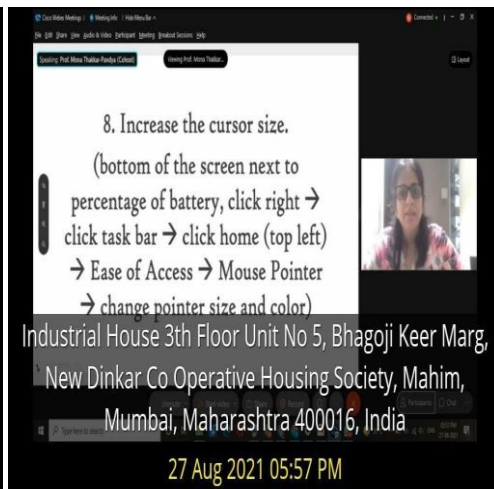 Cisco Webex Meetings
Meeting Info
Hide Menu Bar
Connected
File Edit Share View Audio & Video Participant Meeting Breakout Sessions Help
Speaking: Prof. Mona Thakkar-Pandya (Cohost)
Viewing Prof. Mona Thakkar...
Layout
8. Increase the cursor size.
(bottom of the screen next to
percentage of battery, click right →
click task bar → click home (top left)
→ Ease of Access → Mouse Pointer
→ change pointer size and color)
Industrial House 3th Floor Unit No 5, Bhagoji Keer Marg,
New Dinkar Co Operative Housing Society, Mahim,
Mumbai, Maharashtra 400016, India
Unmute Start video Share Record
Participants Chat
Type here to search
27 Aug 2021 05:57 PM